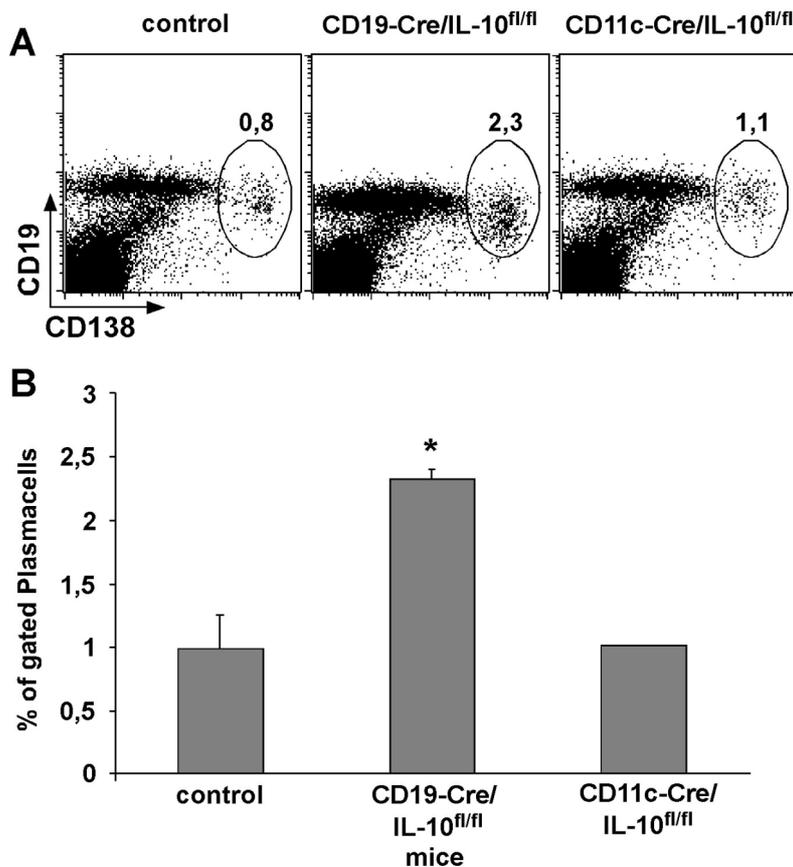 A
control
CD19-Cre/IL-10fl/fl
CD11c-Cre/IL-10fl/fl
0,8
2,3
1,1
CD19
CD138
B
% of gated Plasmacells
3
2,5
2
1,5
1
0,5
0
*
control
CD19-Cre/
IL-10fl/fl
mice
CD11c-Cre/
IL-10fl/fl